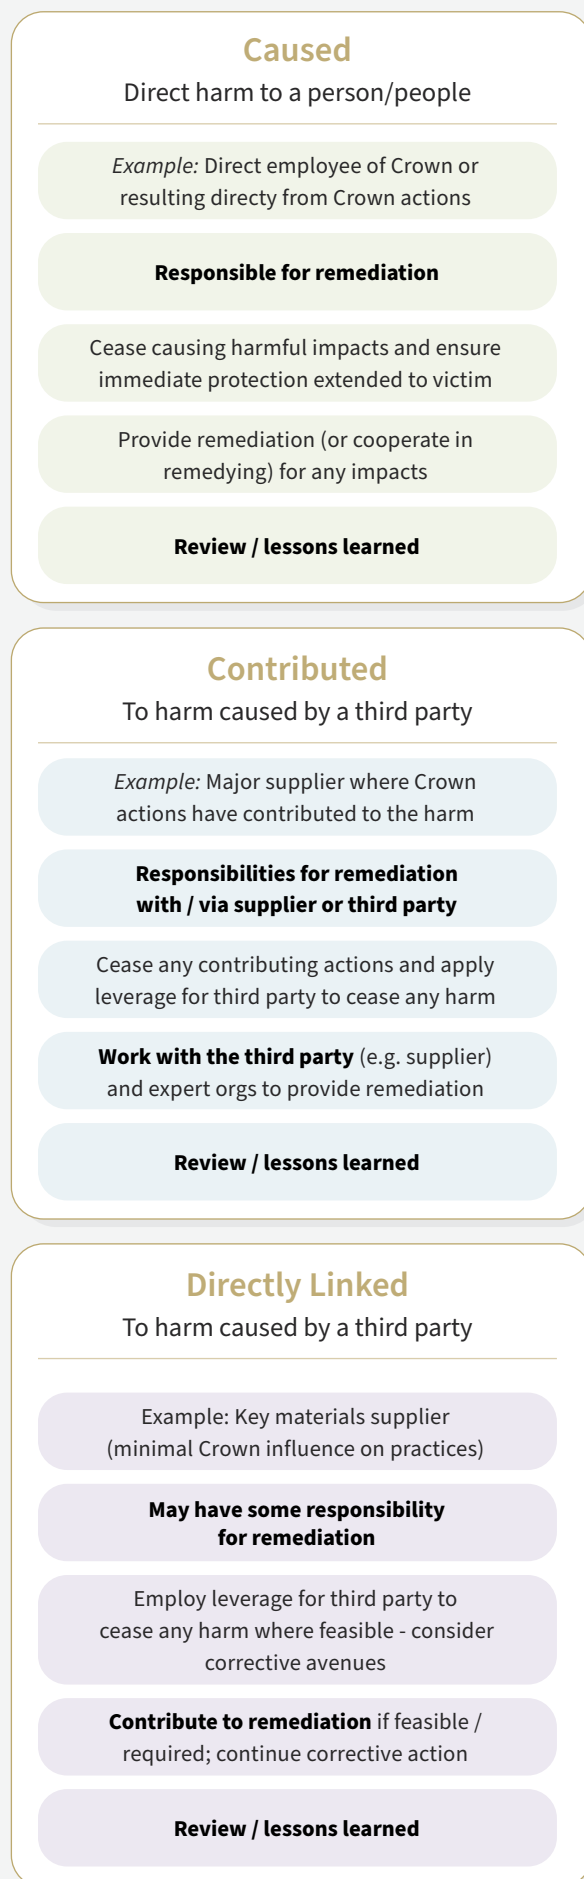 Caused
Direct harm to a person/people
Example: Direct employee of Crown or
resulting directy from Crown actions
Responsible for remediation
Cease causing harmful impacts and ensure
immediate protection extended to victim
Provide remediation (or cooperate in
remedying) for any impacts
Review / lessons learned
Contributed
To harm caused by a third party
Example: Major supplier where Crown
actions have contributed to the harm
Responsibilities for remediation
with / via supplier or third party
Cease any contributing actions and apply
leverage for third party to cease any harm
Work with the third party (e.g. supplier)
and expert orgs to provide remediation
Review / lessons learned
Directly Linked
To harm caused by a third party
Example: Key materials supplier
(minimal Crown influence on practices)
May have some responsibility
for remediation
Employ leverage for third party to
cease any harm where feasible - consider
corrective avenues
Contribute to remediation if feasible /
required; continue corrective action
Review / lessons learned